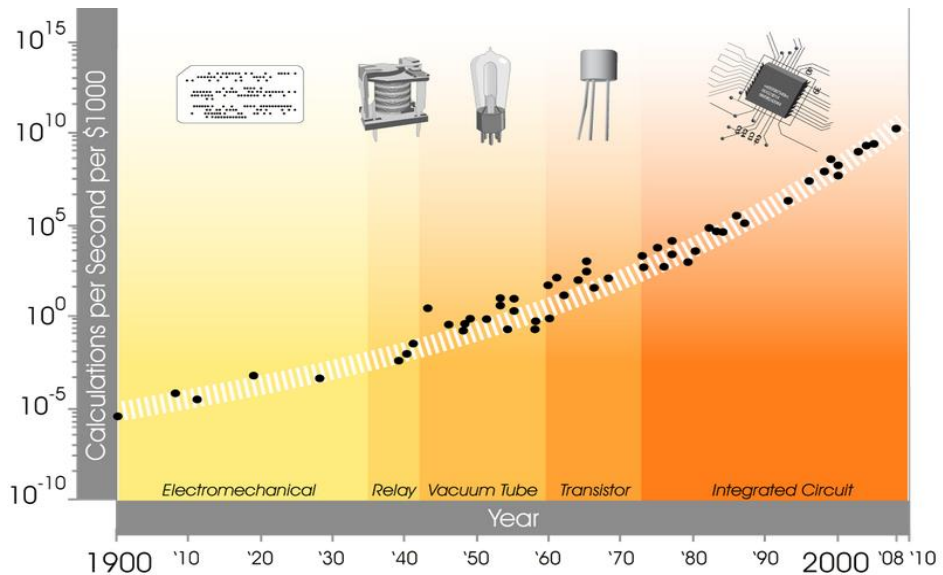 10^15
10^10
10^5
10^0
10^-5
10^-10
Calculations per Second per $1000
Electromechanical
Relay
Vacuum Tube
Transistor
Integrated Circuit
Year
1900 '10 '20 '30 '40 '50 '60 '70 '80 '90 2000 '08 '10